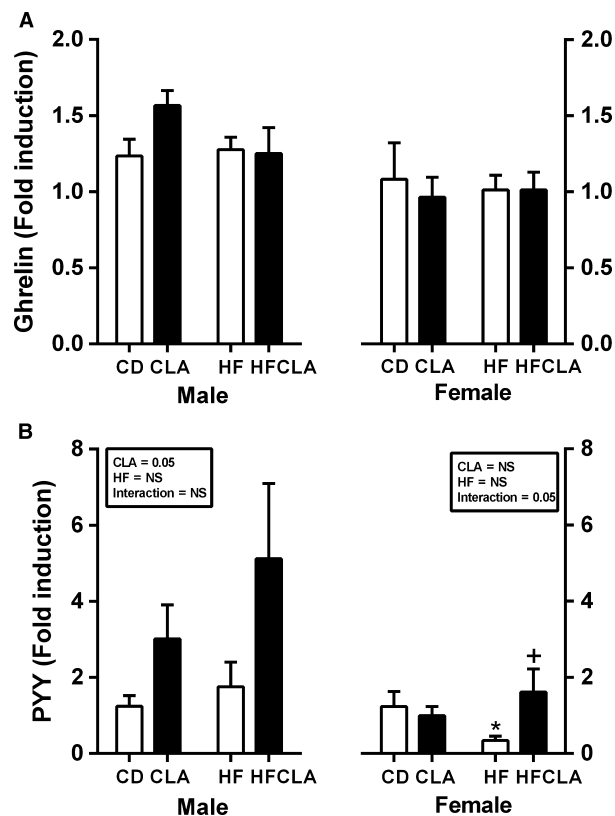 A
Ghrelin (Fold induction)
2.0
1.5
1.0
0.5
0.0
CD CLA HF HFCLA
Male
2.0
1.5
1.0
0.5
0.0
CD CLA HF HFCLA
Female
B
PYY (Fold induction)
8
6
4
2
0
CLA = 0.05
HF = NS
Interaction = NS
CD CLA HF HFCLA
Male
CLA = NS
HF = NS
Interaction = 0.05
8
6
4
2
0
*
+
CD CLA HF HFCLA
Female